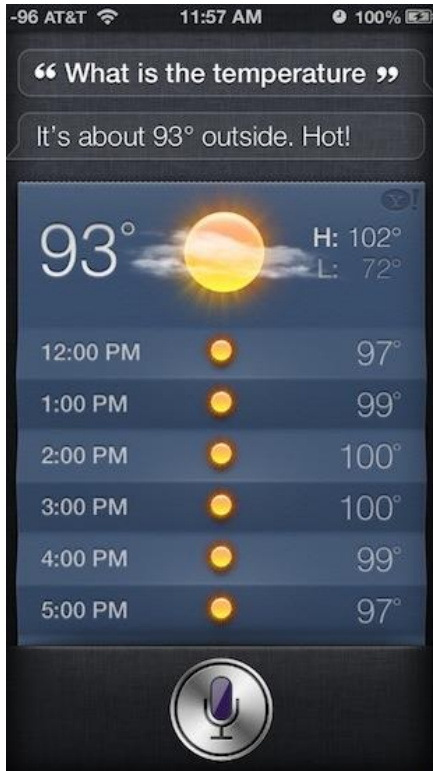 -96 AT&T 11:57 AM 100%
“ What is the temperature ”
It's about 93° outside. Hot!
Y!
93° H: 102°
L: 72°
12:00 PM 97°
1:00 PM 99°
2:00 PM 100°
3:00 PM 100°
4:00 PM 99°
5:00 PM 97°